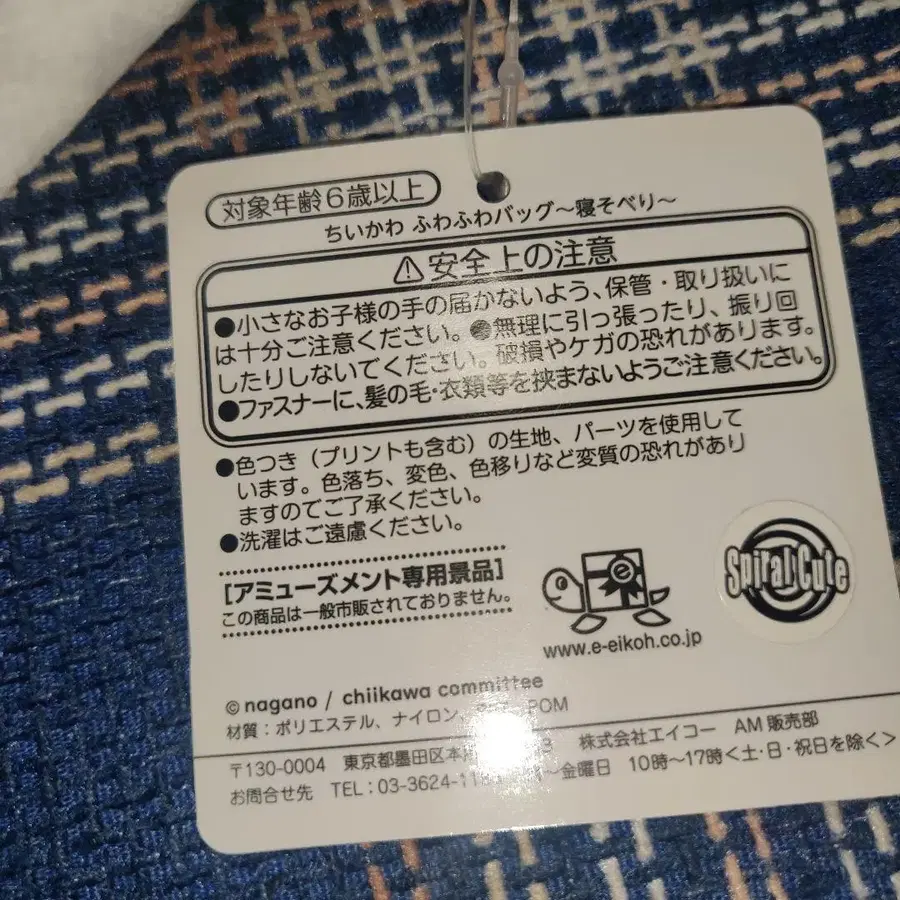 対象年齢6歳以上
ちいかわ ふわふわバッグ～寝そべり～
⚠安全上の注意
●小さなお子様の手の届かないよう、保管・取り扱いに
は十分ご注意ください。●無理に引っ張ったり、振り回
したりしないでください。破損やケガの恐れがあります。
●ファスナーに、髪の毛・衣類等を挟まないようご注意ください。
●色つき（プリントも含む）の生地、パーツを使用して
います。色落ち、変色、色移りなど変質の恐れがあり
ますのでご了承ください。
●洗濯はご遠慮ください。
[アミューズメント専用景品]
この商品は一般市販されておりません。
Spiral Cute
www.e-eikoh.co.jp
© nagano / chiikawa committee
材質：ポリエステル、ナイロン、 POM
〒130-0004 東京都墨田区本 株式会社エイコー AM販売部
お問合せ先 TEL：03-3624-11 ～金曜日 10時～17時＜土・日・祝日を除く＞